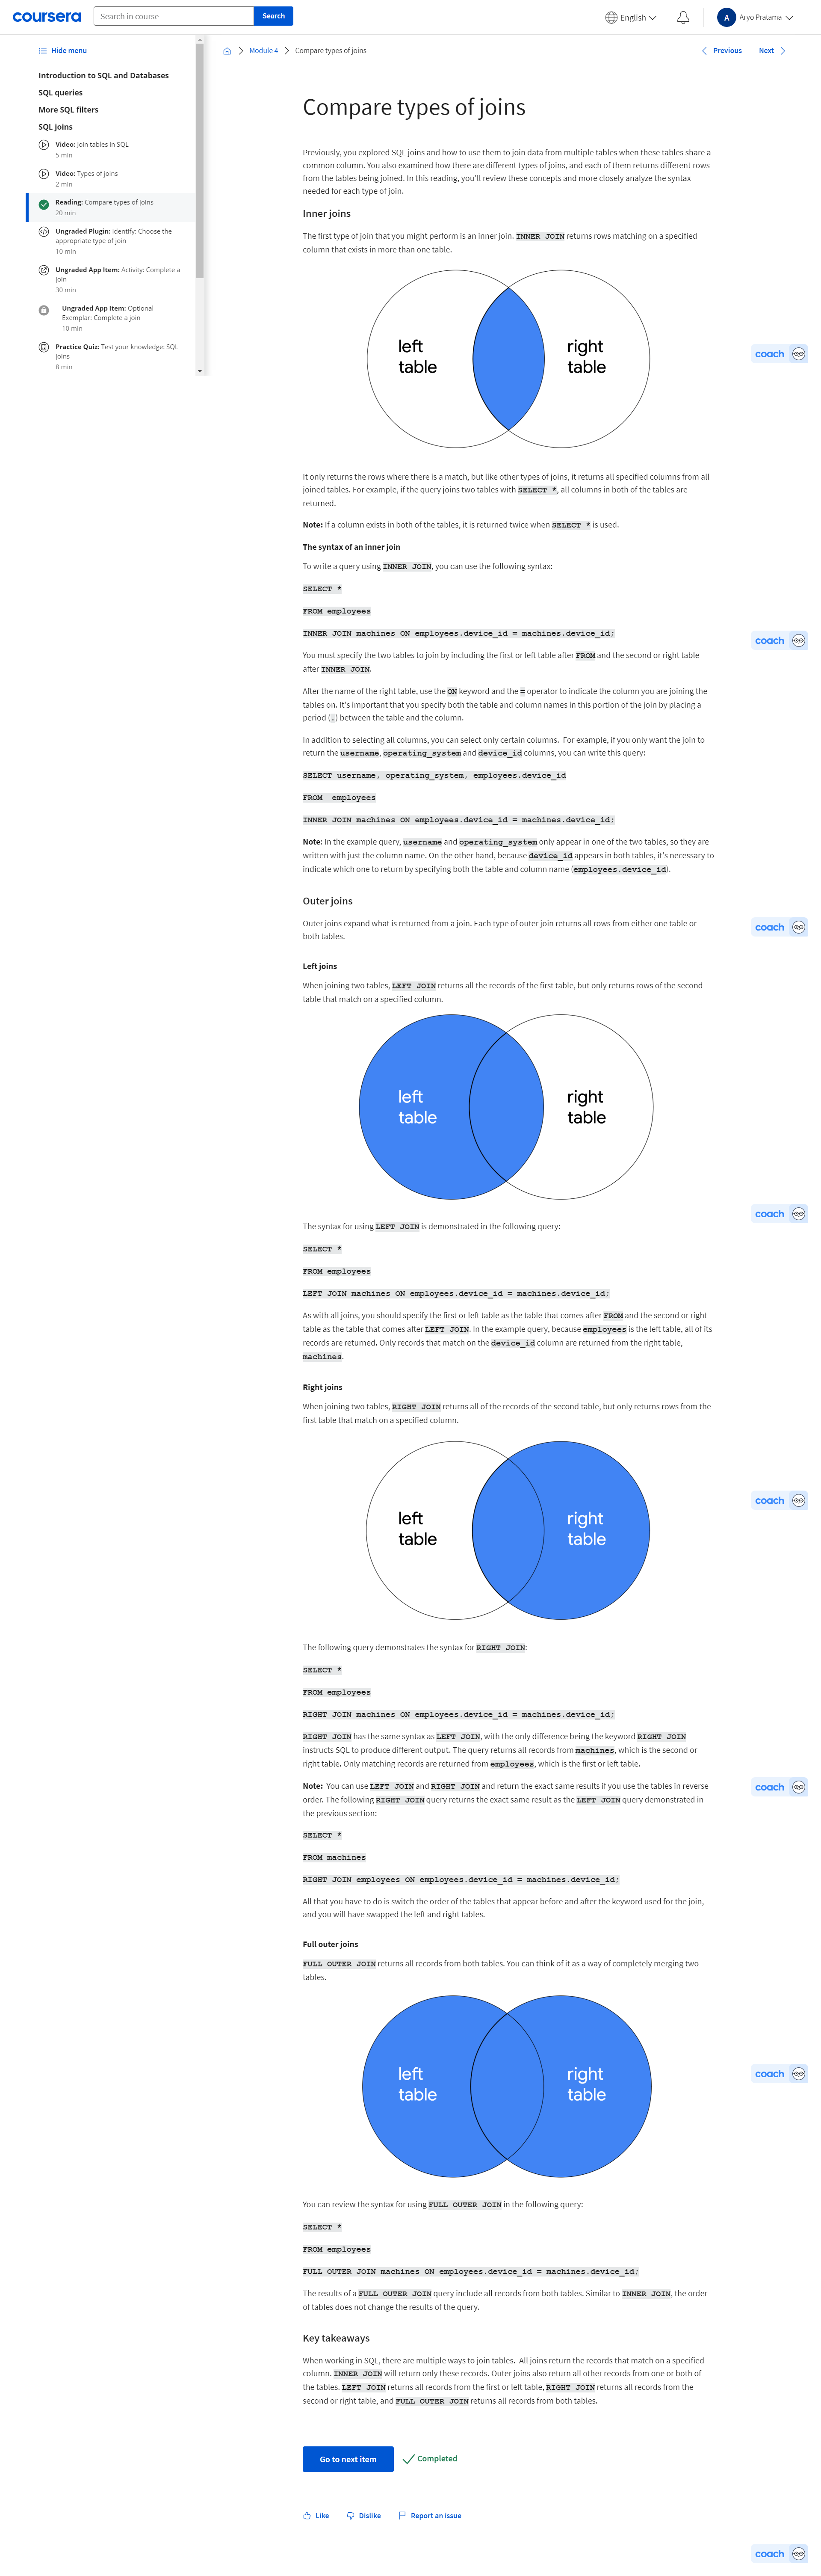 coursera
Search in course
Search
English
A
Aryo Pratama
Hide menu
Module 4
Compare types of joins
Previous
Next
Introduction to SQL and Databases
SQL queries
More SQL filters
SQL joins
Video: Join tables in SQL
5 min
Video: Types of joins
2 min
Reading: Compare types of joins
20 min
Ungraded Plugin: Identify: Choose the
appropriate type of join
10 min
Ungraded App Item: Activity: Complete a
join
30 min
Ungraded App Item: Optional
Exemplar: Complete a join
10 min
Practice Quiz: Test your knowledge: SQL
joins
8 min
Compare types of joins
Previously, you explored SQL joins and how to use them to join data from multiple tables when these tables share a
common column. You also examined how there are different types of joins, and each of them returns different rows
from the tables being joined. In this reading, you'll review these concepts and more closely analyze the syntax
needed for each type of join.
Inner joins
The first type of join that you might perform is an inner join. INNER JOIN returns rows matching on a specified
column that exists in more than one table.
left
table
right
table
coach
It only returns the rows where there is a match, but like other types of joins, it returns all specified columns from all
joined tables. For example, if the query joins two tables with SELECT *, all columns in both of the tables are
returned.
Note: If a column exists in both of the tables, it is returned twice when SELECT * is used.
The syntax of an inner join
To write a query using INNER JOIN, you can use the following syntax:
SELECT *
FROM employees
INNER JOIN machines ON employees.device_id = machines.device_id;
coach
You must specify the two tables to join by including the first or left table after FROM and the second or right table
after INNER JOIN.
After the name of the right table, use the ON keyword and the = operator to indicate the column you are joining the
tables on. It's important that you specify both the table and column names in this portion of the join by placing a
period (.) between the table and the column.
In addition to selecting all columns, you can select only certain columns.  For example, if you only want the join to
return the username, operating_system and device_id columns, you can write this query:
SELECT username, operating_system, employees.device_id
FROM  employees
INNER JOIN machines ON employees.device_id = machines.device_id;
Note: In the example query, username and operating_system only appear in one of the two tables, so they are
written with just the column name. On the other hand, because device_id appears in both tables, it's necessary to
indicate which one to return by specifying both the table and column name (employees.device_id).
Outer joins
Outer joins expand what is returned from a join. Each type of outer join returns all rows from either one table or
both tables.
coach
Left joins
When joining two tables, LEFT JOIN returns all the records of the first table, but only returns rows of the second
table that match on a specified column.
left
table
right
table
coach
The syntax for using LEFT JOIN is demonstrated in the following query:
SELECT *
FROM employees
LEFT JOIN machines ON employees.device_id = machines.device_id;
As with all joins, you should specify the first or left table as the table that comes after FROM and the second or right
table as the table that comes after LEFT JOIN. In the example query, because employees is the left table, all of its
records are returned. Only records that match on the device_id column are returned from the right table,
machines.
Right joins
When joining two tables, RIGHT JOIN returns all of the records of the second table, but only returns rows from the
first table that match on a specified column.
left
table
right
table
coach
The following query demonstrates the syntax for RIGHT JOIN:
SELECT *
FROM employees
RIGHT JOIN machines ON employees.device_id = machines.device_id;
RIGHT JOIN has the same syntax as LEFT JOIN, with the only difference being the keyword RIGHT JOIN
instructs SQL to produce different output. The query returns all records from machines, which is the second or
right table. Only matching records are returned from employees, which is the first or left table.
Note:  You can use LEFT JOIN and RIGHT JOIN and return the exact same results if you use the tables in reverse
order. The following RIGHT JOIN query returns the exact same result as the LEFT JOIN query demonstrated in
the previous section:
coach
SELECT *
FROM machines
RIGHT JOIN employees ON employees.device_id = machines.device_id;
All that you have to do is switch the order of the tables that appear before and after the keyword used for the join,
and you will have swapped the left and right tables.
Full outer joins
FULL OUTER JOIN returns all records from both tables. You can think of it as a way of completely merging two
tables.
left
table
right
table
coach
You can review the syntax for using FULL OUTER JOIN in the following query:
SELECT *
FROM employees
FULL OUTER JOIN machines ON employees.device_id = machines.device_id;
The results of a FULL OUTER JOIN query include all records from both tables. Similar to INNER JOIN, the order
of tables does not change the results of the query.
Key takeaways
When working in SQL, there are multiple ways to join tables.  All joins return the records that match on a specified
column. INNER JOIN will return only these records. Outer joins also return all other records from one or both of
the tables. LEFT JOIN returns all records from the first or left table, RIGHT JOIN returns all records from the
second or right table, and FULL OUTER JOIN returns all records from both tables.
Go to next item
Completed
Like
Dislike
Report an issue
coach